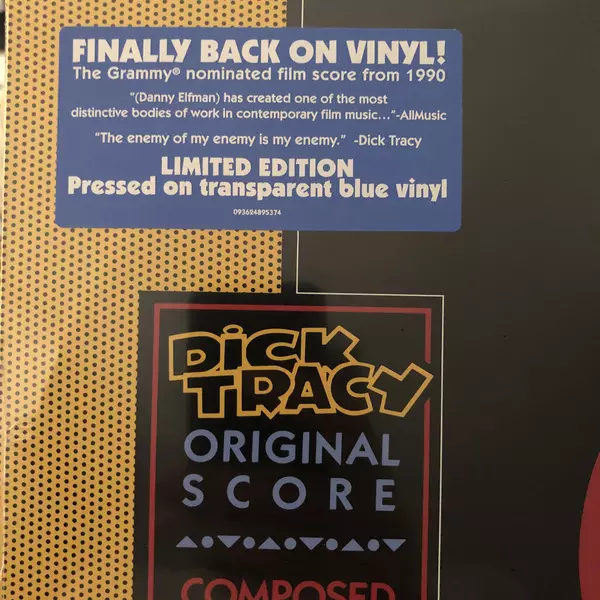 FINALLY BACK ON VINYL!
The Grammy® nominated film score from 1990
"(Danny Elfman) has created one of the most
distinctive bodies of work in contemporary film music..."-AllMusic
"The enemy of my enemy is my enemy." -Dick Tracy
LIMITED EDITION
Pressed on transparent blue vinyl
093624895374
DiCK
TRACY
ORIGINAL
SCORE
COMPOSED